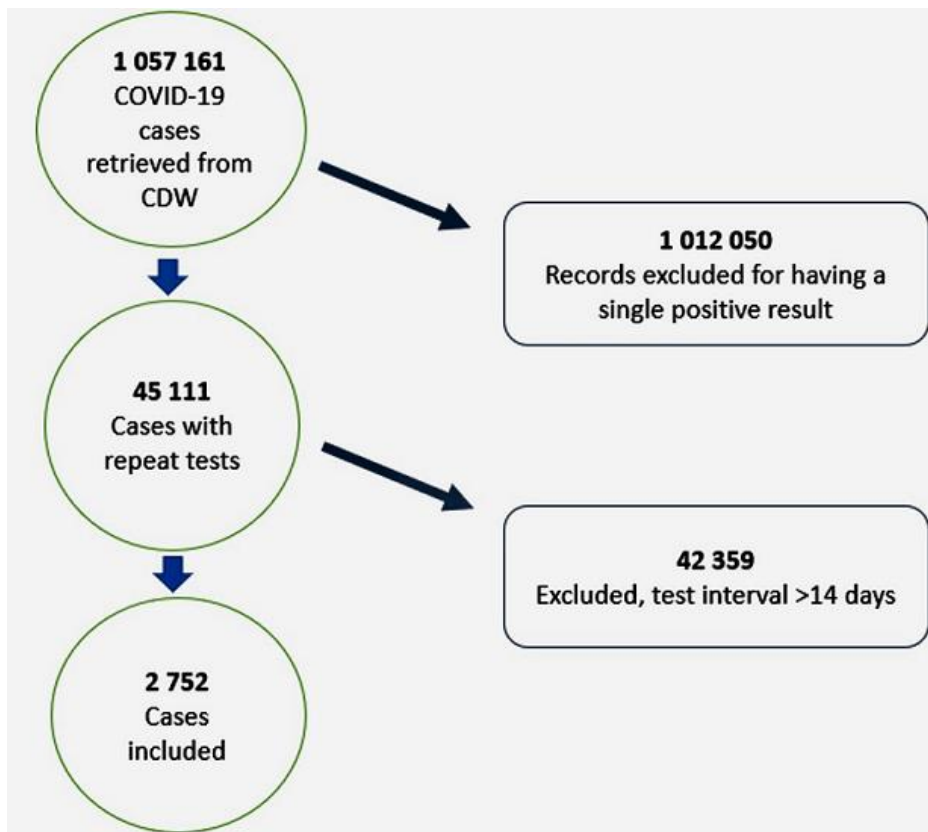 1 057 161
COVID-19
cases
retrieved from
CDW
1 012 050
Records excluded for having a
single positive result
45 111
Cases with
repeat tests
42 359
Excluded, test interval >14 days
2 752
Cases
included